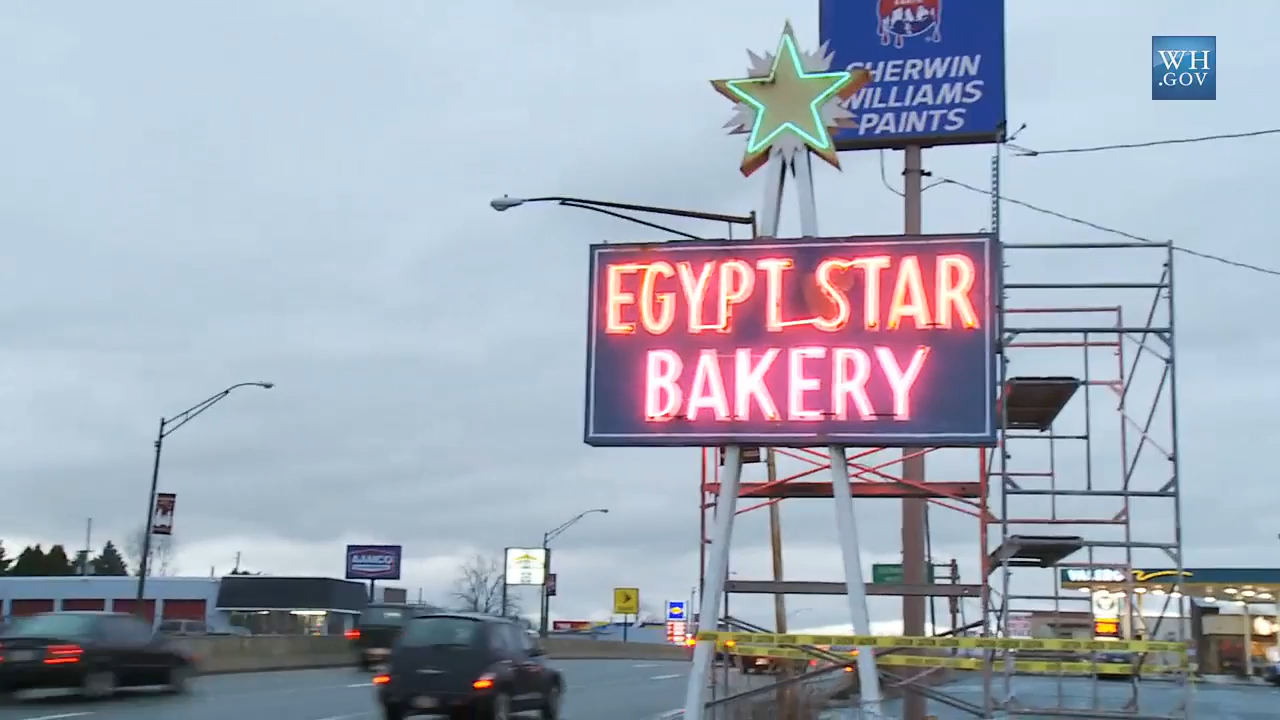 WH
.GOV
SHERWIN
WILLIAMS
PAINTS
EGYPT STAR
BAKERY
AAMCO